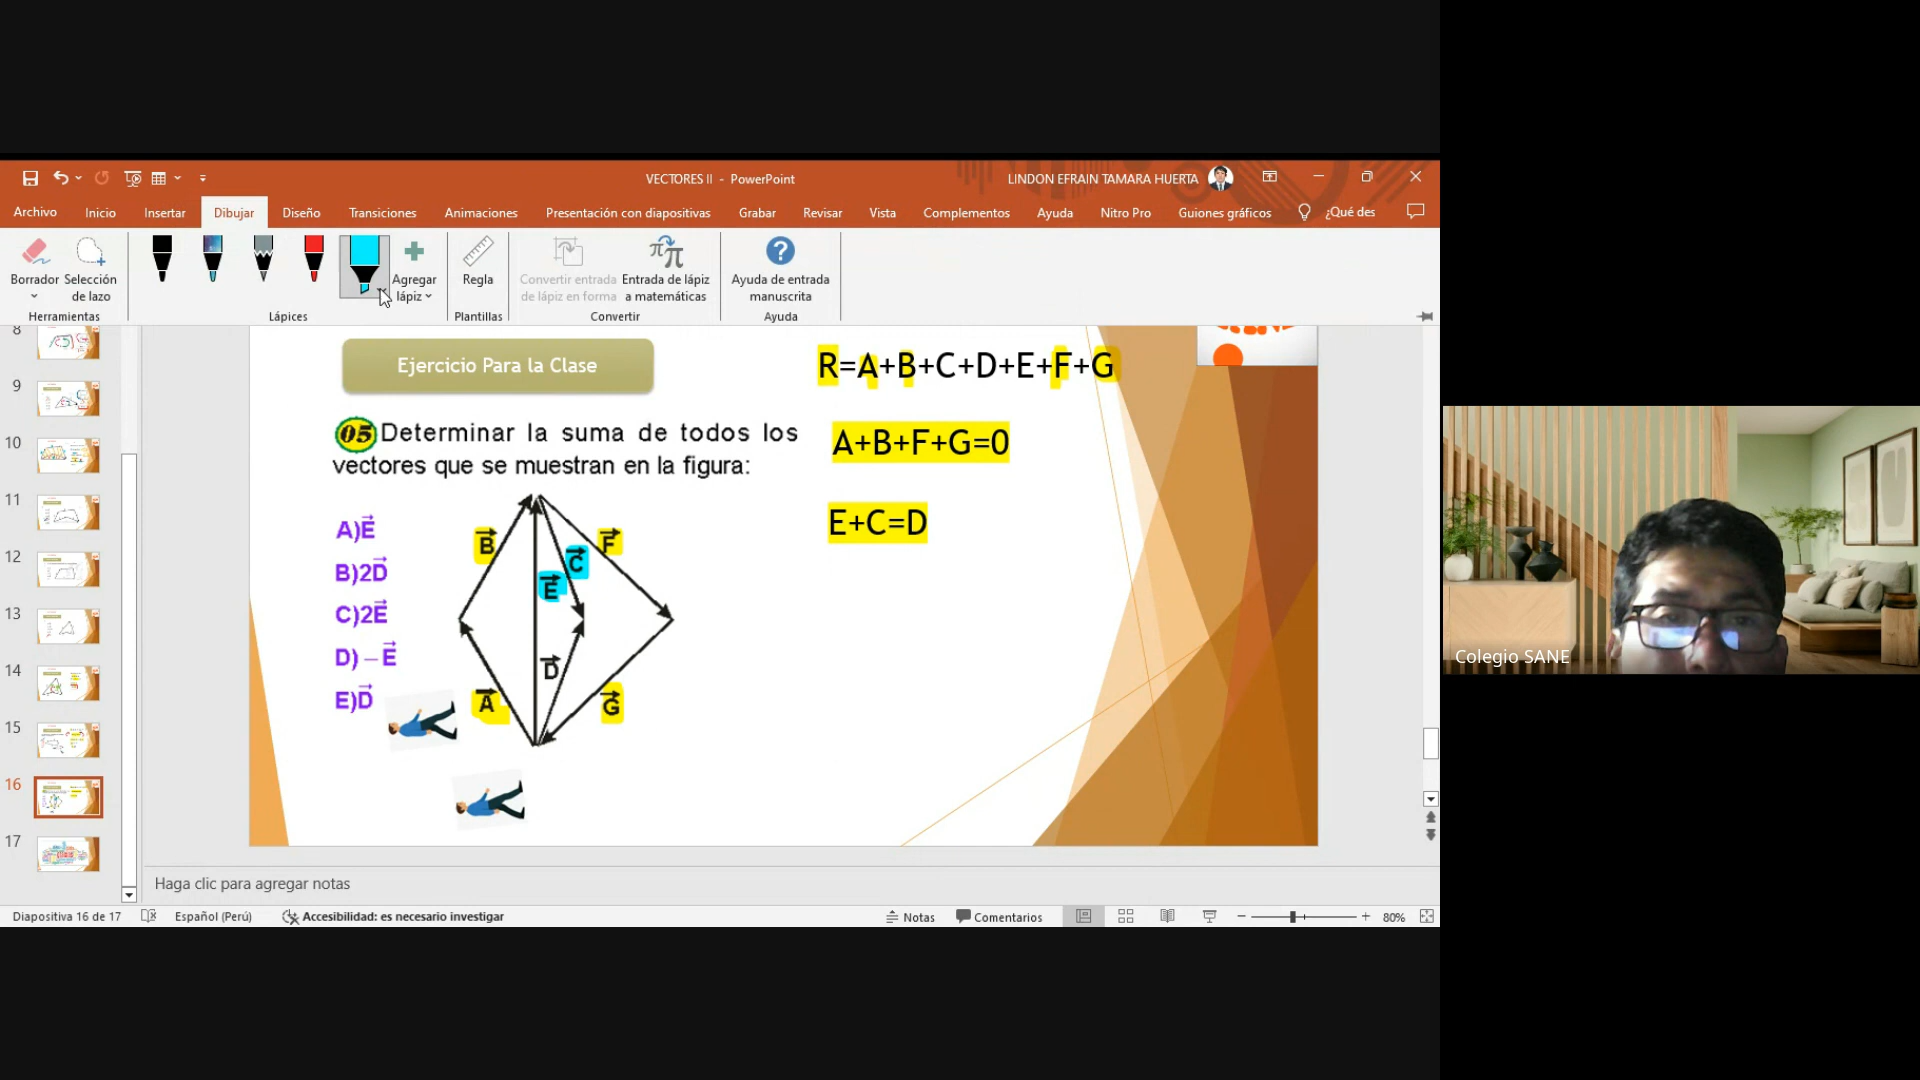 VECTORES II - PowerPoint
LINDON EFRAIN TAMARA HUERTA
Archivo
Inicio
Insertar
Dibujar
Diseño
Transiciones
Animaciones
Presentación con diapositivas
Grabar
Revisar
Vista
Complementos
Ayuda
Nitro Pro
Guiones gráficos
¿Qué des
Borrador
Selección de lazo
Agregar lápiz
Regla
Convertir entrada de lápiz en forma
Entrada de lápiz a matemáticas
Ayuda de entrada manuscrita
Herramientas
Lápices
Plantillas
Convertir
Ayuda
8
9
10
11
12
13
14
15
16
17
Ejercicio Para la Clase
05 Determinar la suma de todos los
vectores que se muestran en la figura:
A)E⃗
B)2D⃗
C)2E⃗
D) –E⃗
E)D⃗
B⃗
F⃗
C⃗
E⃗
D⃗
A⃗
G⃗
R=A+B+C+D+E+F+G
A+B+F+G=0
E+C=D
Colegio SANE
Haga clic para agregar notas
Diapositiva 16 de 17
Español (Perú)
Accesibilidad: es necesario investigar
Notas
Comentarios
80%